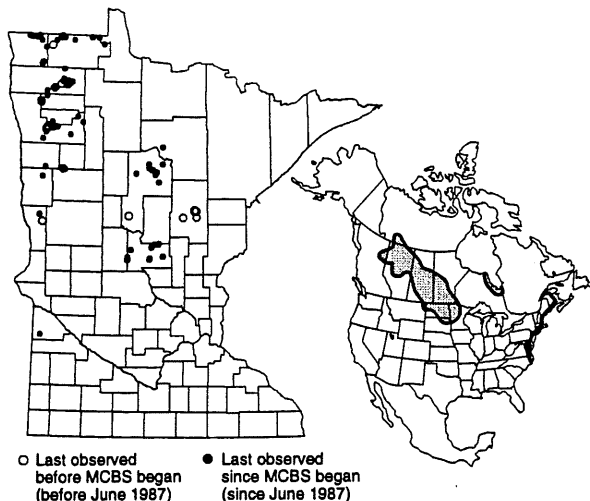 Last observed
before MCBS began
(before June 1987)
Last observed
since MCBS began
(since June 1987)